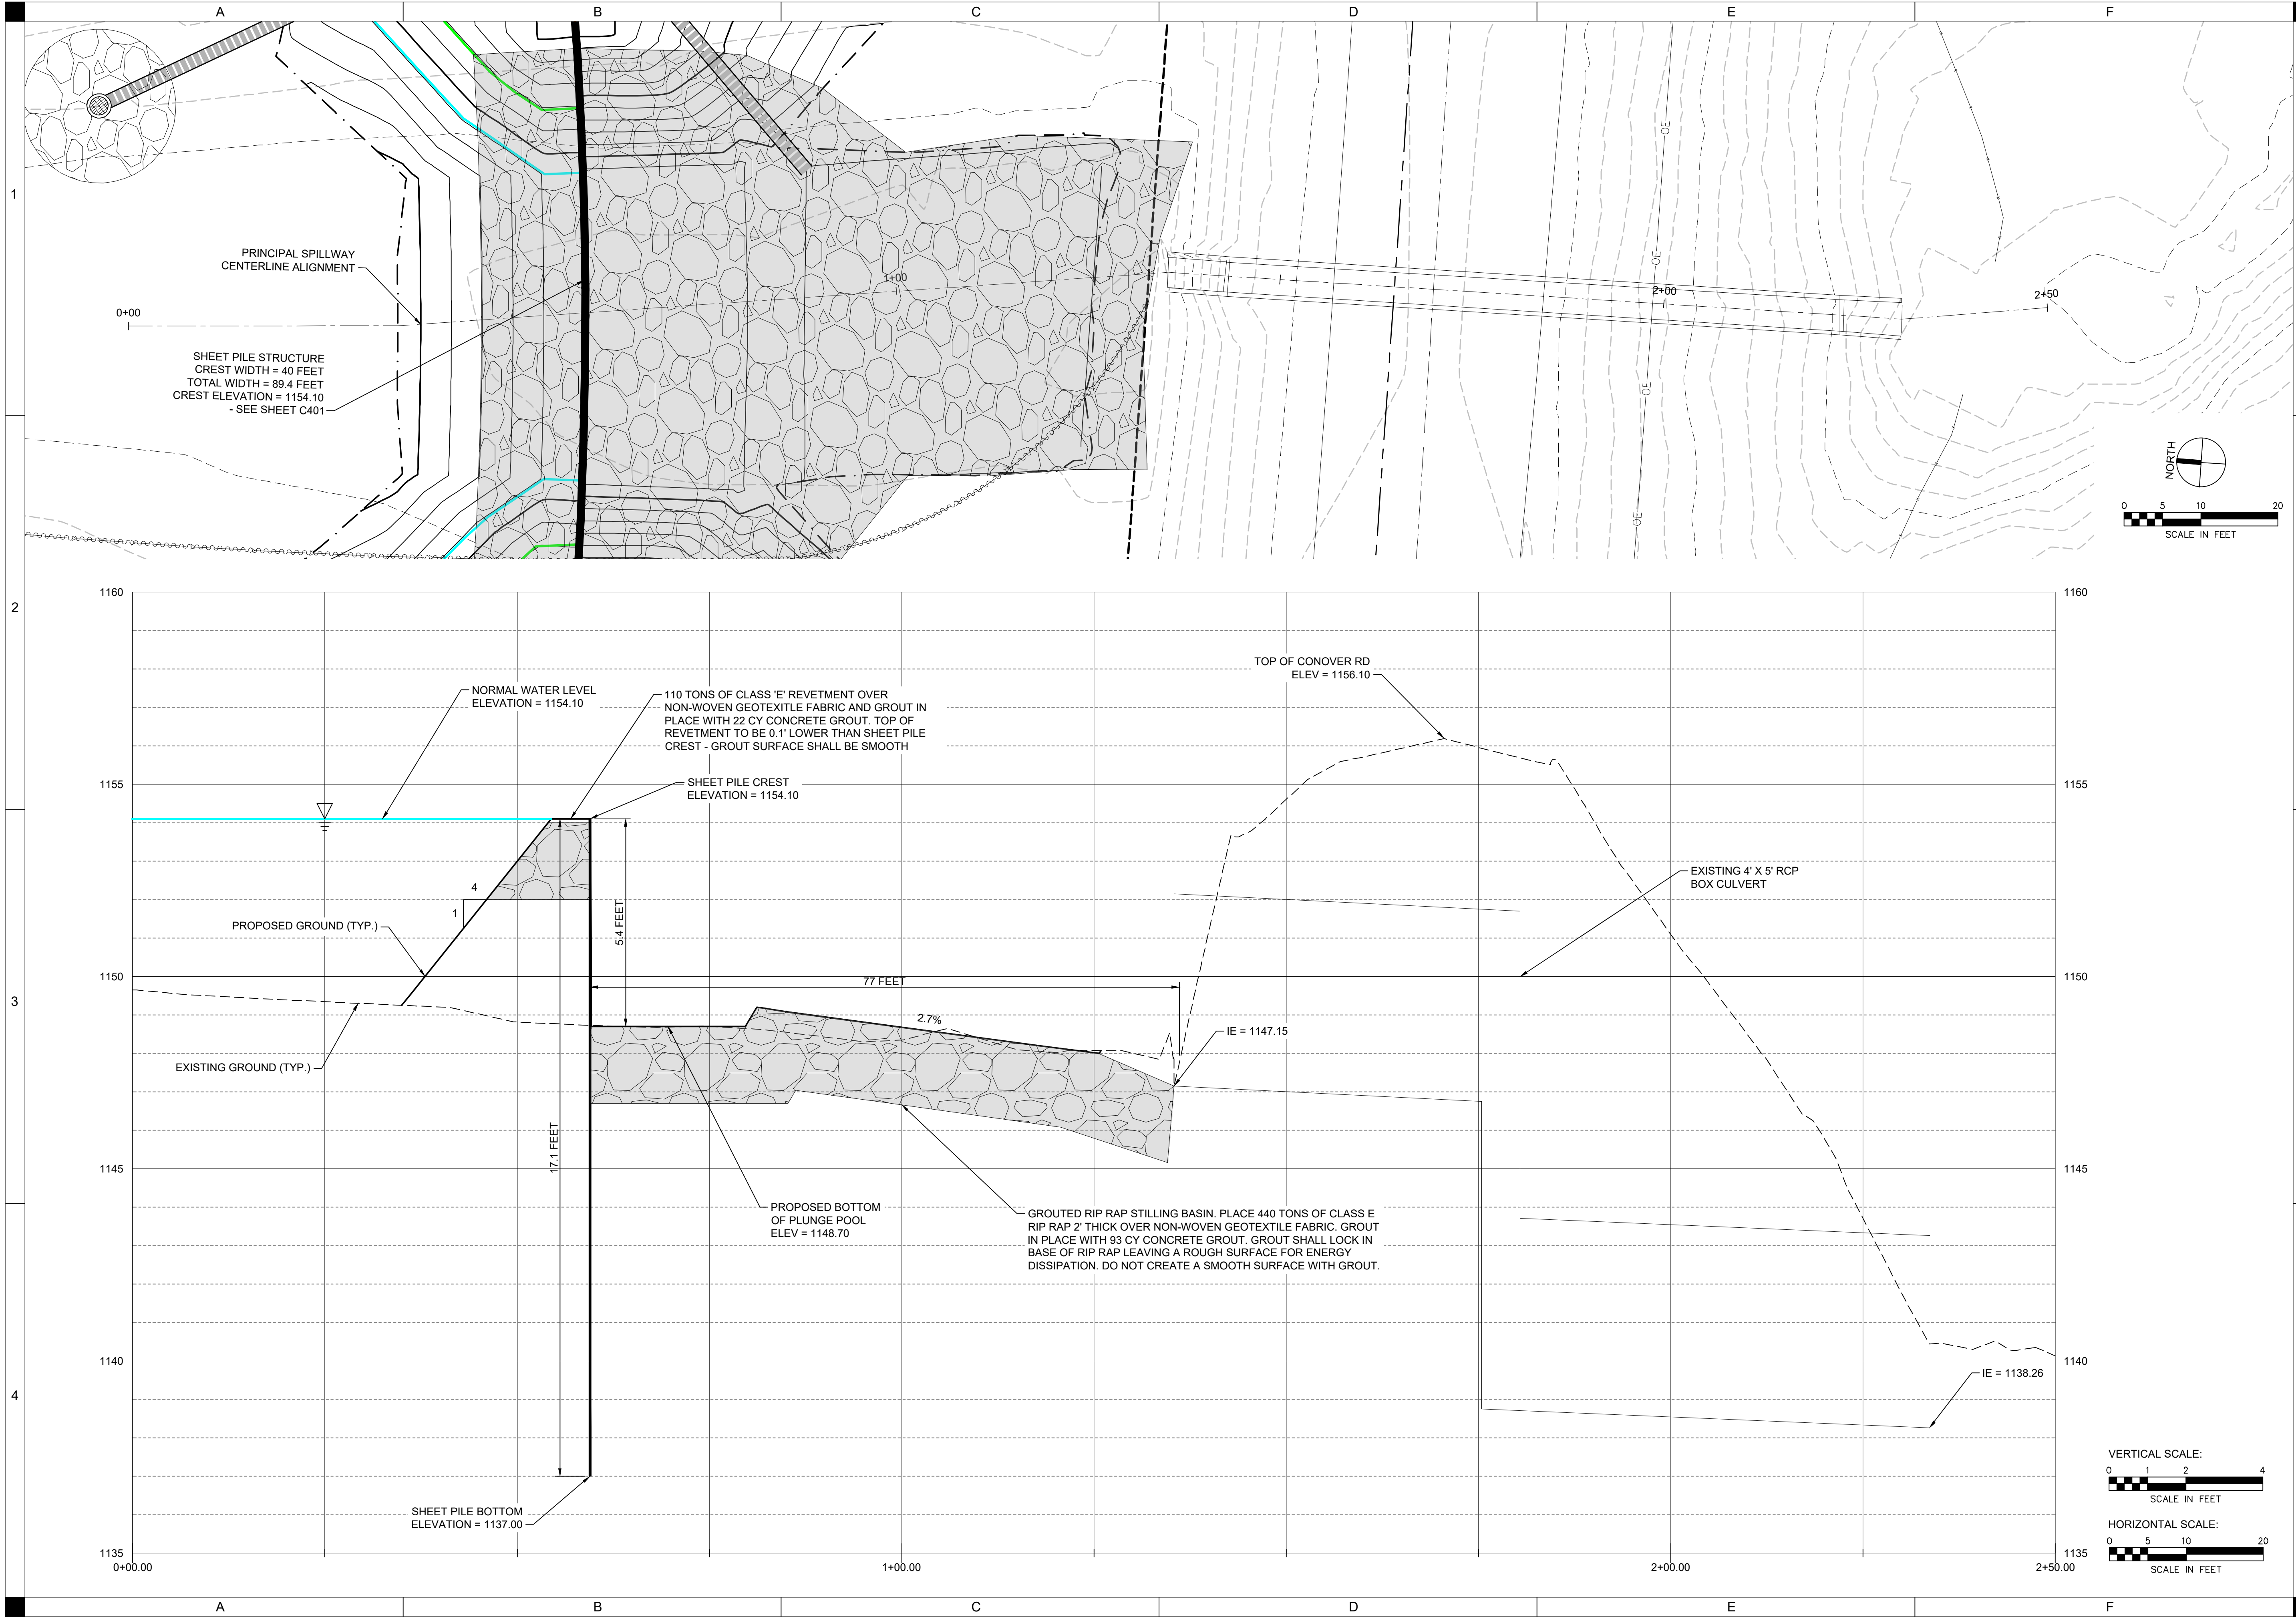 A
B
C
D
E
F
1
2
3
4
PRINCIPAL SPILLWAY
CENTERLINE ALIGNMENT
0+00
1+00
2+00
2+50
SHEET PILE STRUCTURE
CREST WIDTH = 40 FEET
TOTAL WIDTH = 89.4 FEET
CREST ELEVATION = 1154.10
- SEE SHEET C401
OE
OE
OE
OE
NORTH
0 5 10 20
SCALE IN FEET
1160
1160
TOP OF CONOVER RD
ELEV = 1156.10
NORMAL WATER LEVEL
ELEVATION = 1154.10
110 TONS OF CLASS 'E' REVETMENT OVER
NON-WOVEN GEOTEXITLE FABRIC AND GROUT IN
PLACE WITH 22 CY CONCRETE GROUT. TOP OF
REVETMENT TO BE 0.1' LOWER THAN SHEET PILE
CREST - GROUT SURFACE SHALL BE SMOOTH
1155
1155
SHEET PILE CREST
ELEVATION = 1154.10
EXISTING 4' X 5' RCP
BOX CULVERT
4
1
PROPOSED GROUND (TYP.)
5.4 FEET
1150
1150
77 FEET
2.7%
IE = 1147.15
EXISTING GROUND (TYP.)
17.1 FEET
1145
1145
PROPOSED BOTTOM
OF PLUNGE POOL
ELEV = 1148.70
GROUTED RIP RAP STILLING BASIN. PLACE 440 TONS OF CLASS E
RIP RAP 2' THICK OVER NON-WOVEN GEOTEXTILE FABRIC. GROUT
IN PLACE WITH 93 CY CONCRETE GROUT. GROUT SHALL LOCK IN
BASE OF RIP RAP LEAVING A ROUGH SURFACE FOR ENERGY
DISSIPATION. DO NOT CREATE A SMOOTH SURFACE WITH GROUT.
1140
1140
IE = 1138.26
SHEET PILE BOTTOM
ELEVATION = 1137.00
VERTICAL SCALE:
0 1 2 4
SCALE IN FEET
HORIZONTAL SCALE:
0 5 10 20
SCALE IN FEET
1135
1135
0+00.00
1+00.00
2+00.00
2+50.00
A
B
C
D
E
F